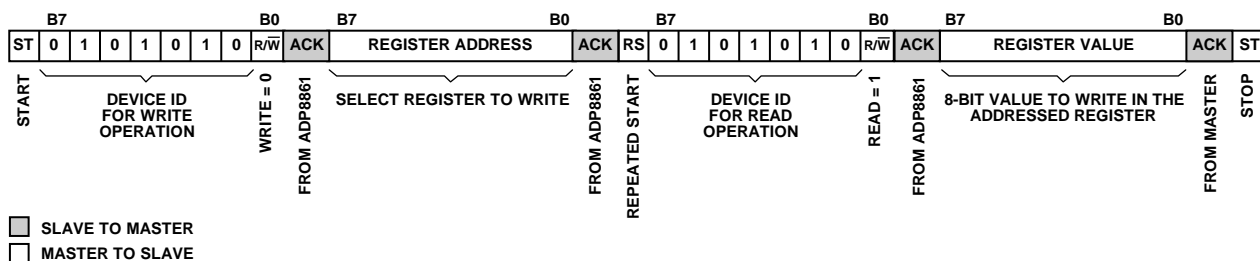 B7 B0 B7 B0 B7 B0 B7 B0
ST 0 1 0 1 0 1 0 R/W̅ ACK REGISTER ADDRESS ACK RS 0 1 0 1 0 1 0 R/W̅ ACK REGISTER VALUE ACK ST
START
DEVICE ID
FOR WRITE
OPERATION
WRITE = 0
FROM ADP8861
SELECT REGISTER TO WRITE
FROM ADP8861
REPEATED START
DEVICE ID
FOR READ
OPERATION
READ = 1
FROM ADP8861
8-BIT VALUE TO WRITE IN THE
ADDRESSED REGISTER
FROM MASTER
STOP
SLAVE TO MASTER
MASTER TO SLAVE